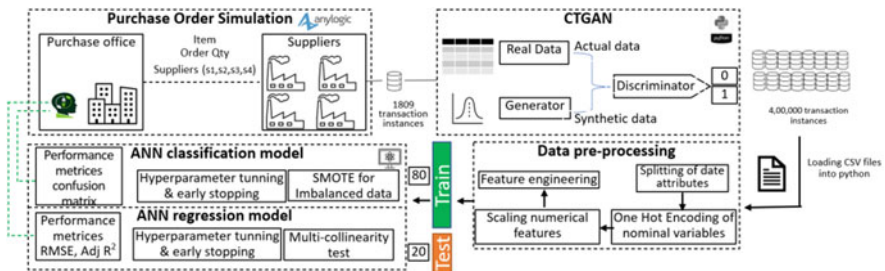 Purchase Order Simulation
anylogic
Purchase office
Item
Order Qty
Suppliers (s1,s2,s3,s4)
Suppliers
1809
transaction
instances
CTGAN
python
Real Data
Actual data
Generator
Synthetic data
Discriminator
0
1
4,00,000 transaction
instances
Loading CSV files
into python
Data pre-processing
Splitting of date
attributes
One Hot Encoding of
nominal variables
Scaling numerical
features
Feature engineering
Train
Test
80
20
ANN classification model
Performance
metrices
confusion
matrix
Hyperparameter tunning
& early stopping
SMOTE for
Imbalanced data
ANN regression model
Performance
metrices
RMSE, Adj R²
Hyperparameter tunning
& early stopping
Multi-collinearity
test